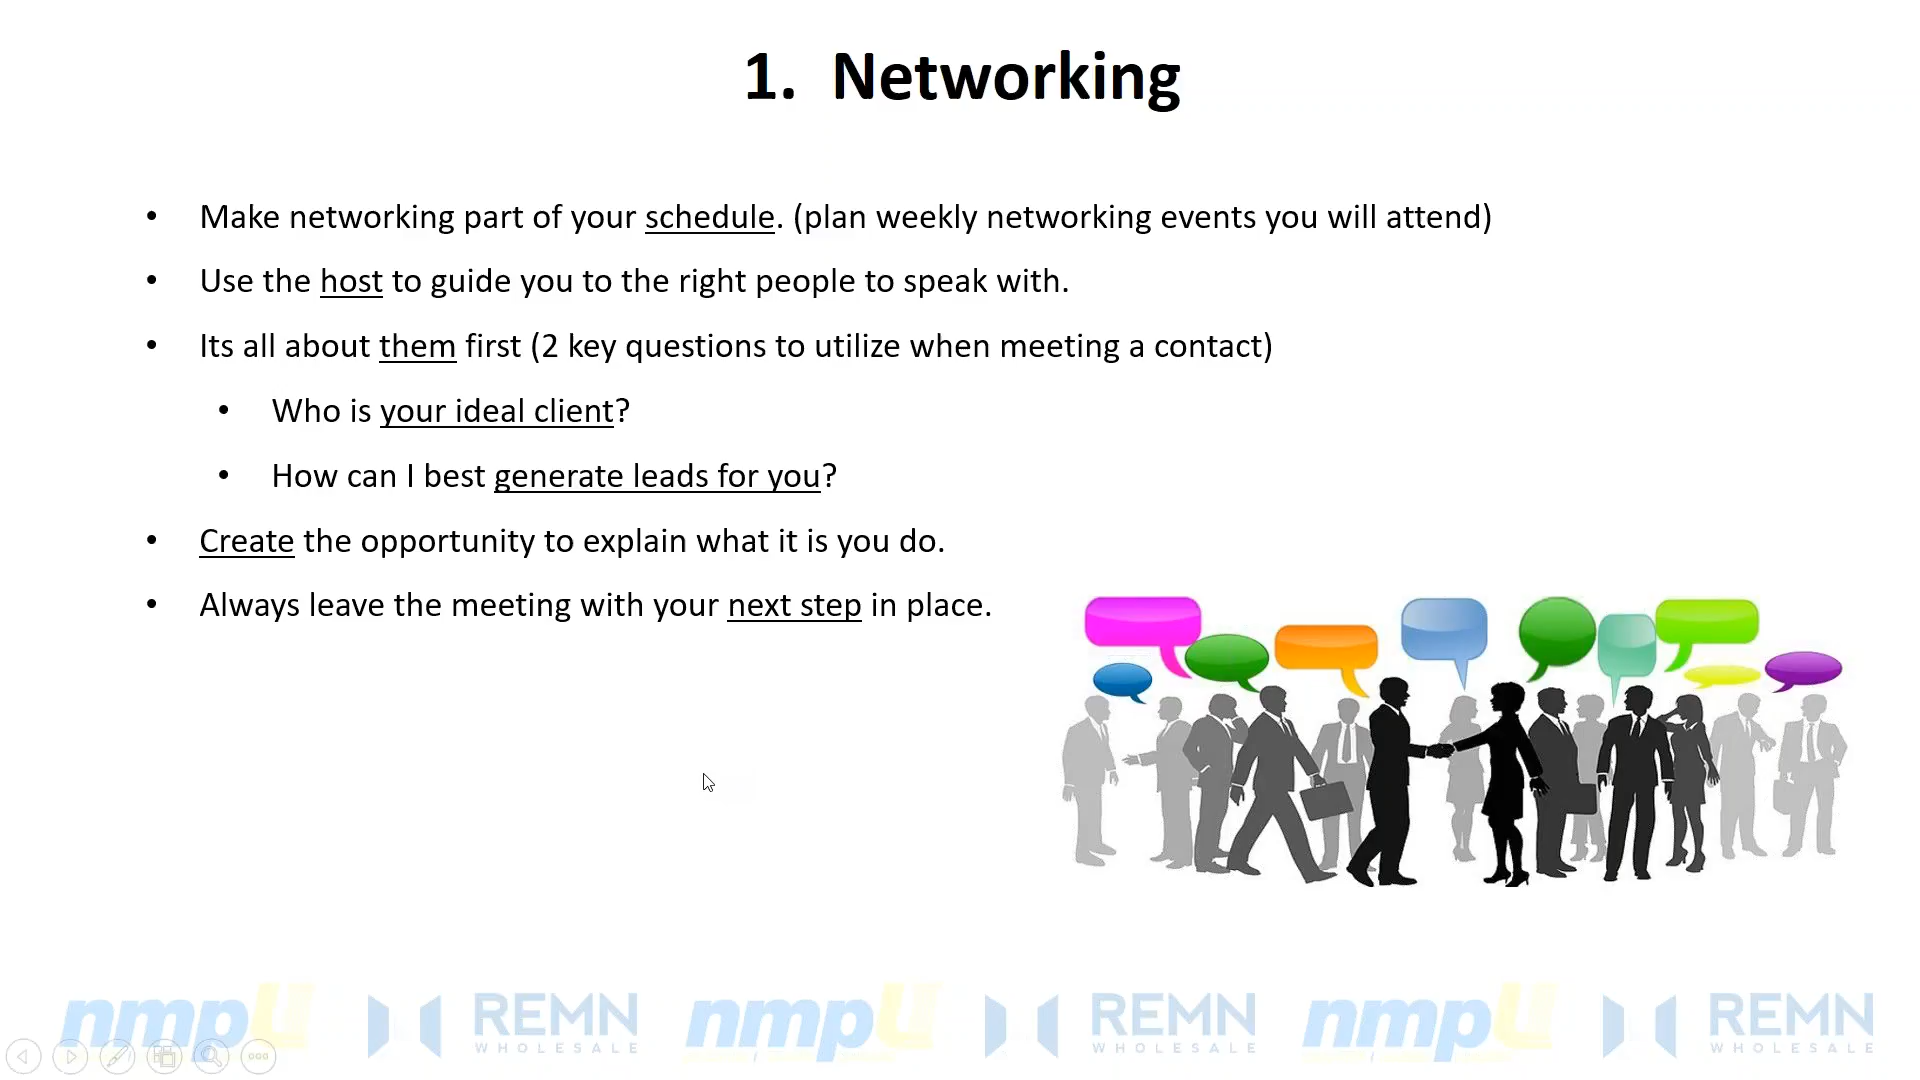 1. Networking
• Make networking part of your schedule. (plan weekly networking events you will attend)
• Use the host to guide you to the right people to speak with.
• Its all about them first (2 key questions to utilize when meeting a contact)
• Who is your ideal client?
• How can I best generate leads for you?
• Create the opportunity to explain what it is you do.
• Always leave the meeting with your next step in place.
nmpU REMN WHOLESALE nmpU REMN WHOLESALE nmpU REMN WHOLESALE